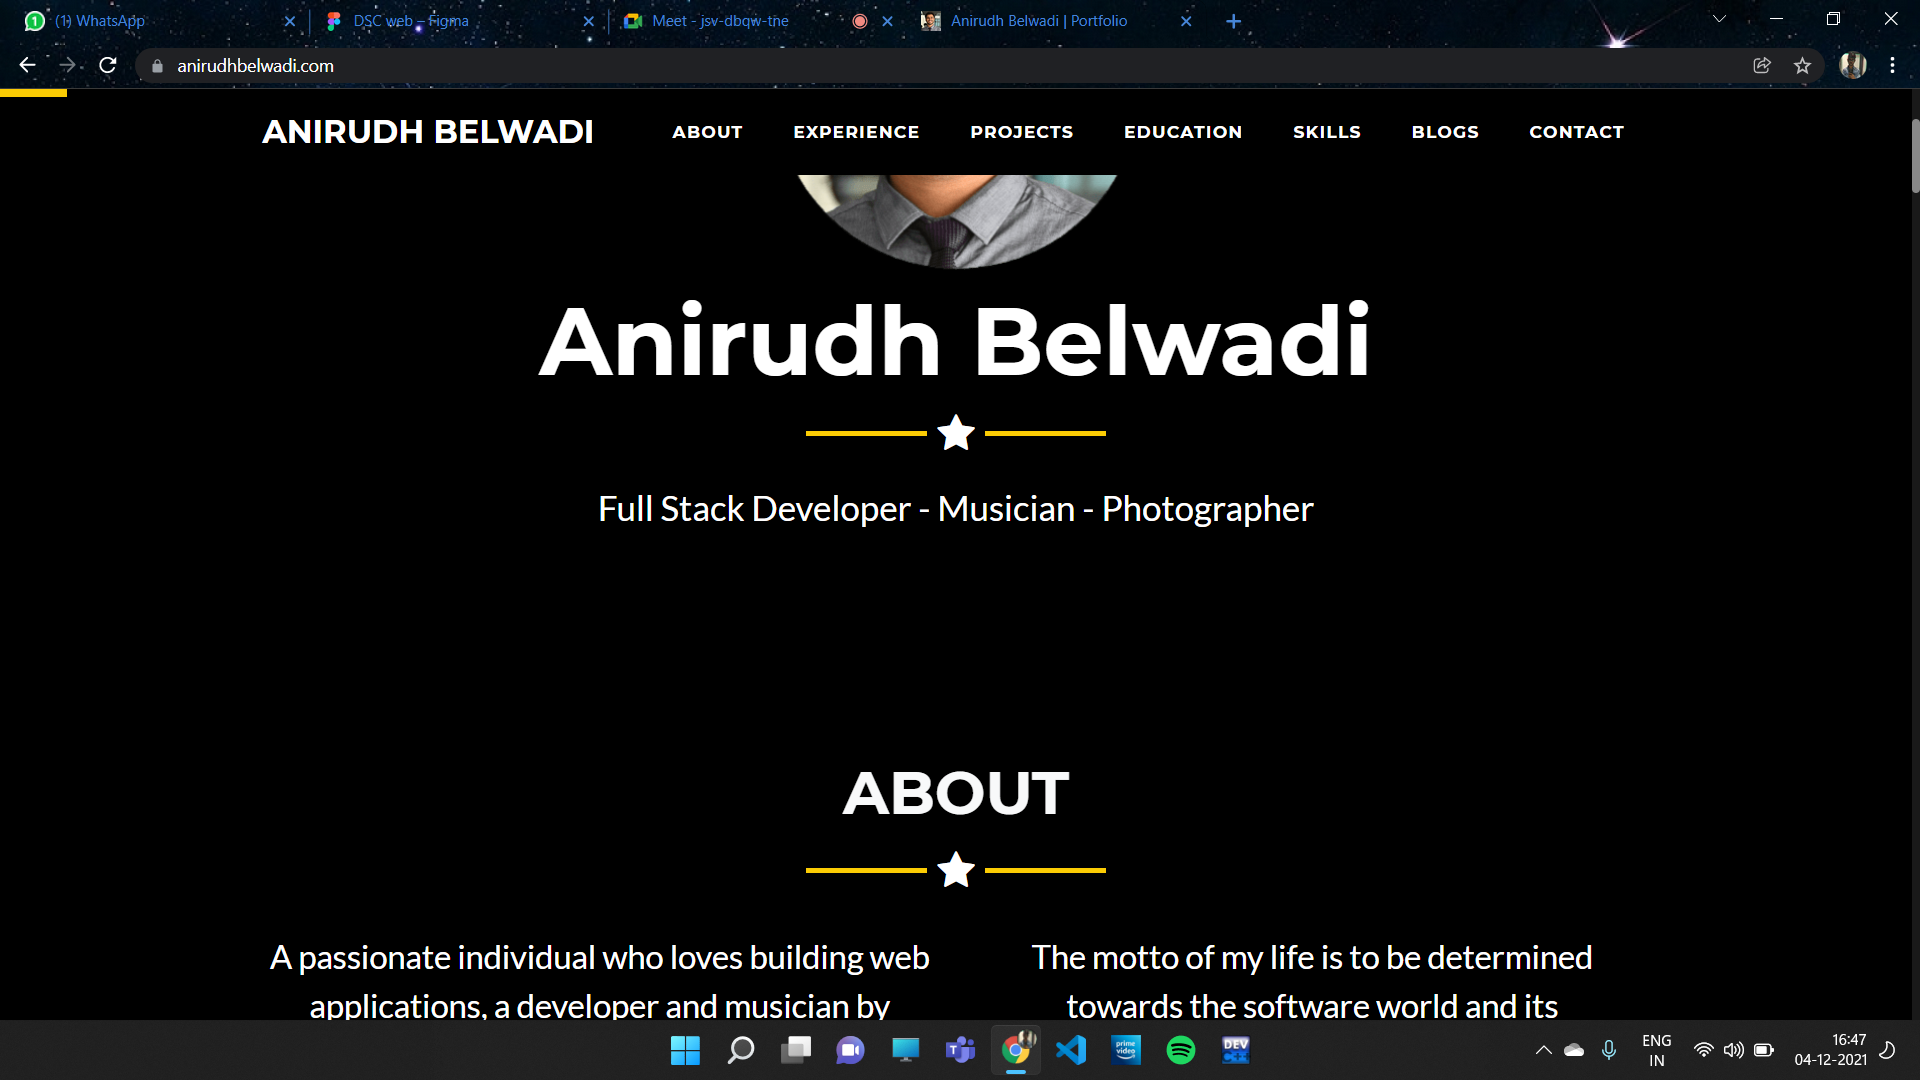 (1) WhatsApp
DSC web – Figma
Meet - jsv-dbqw-tne
Anirudh Belwadi | Portfolio
anirudhbelwadi.com
ANIRUDH BELWADI
ABOUT
EXPERIENCE
PROJECTS
EDUCATION
SKILLS
BLOGS
CONTACT
Anirudh Belwadi
Full Stack Developer - Musician - Photographer
ABOUT
A passionate individual who loves building web
applications, a developer and musician by
The motto of my life is to be determined
towards the software world and its
prime
video
DEV
C++
ENG
IN
16:47
04-12-2021